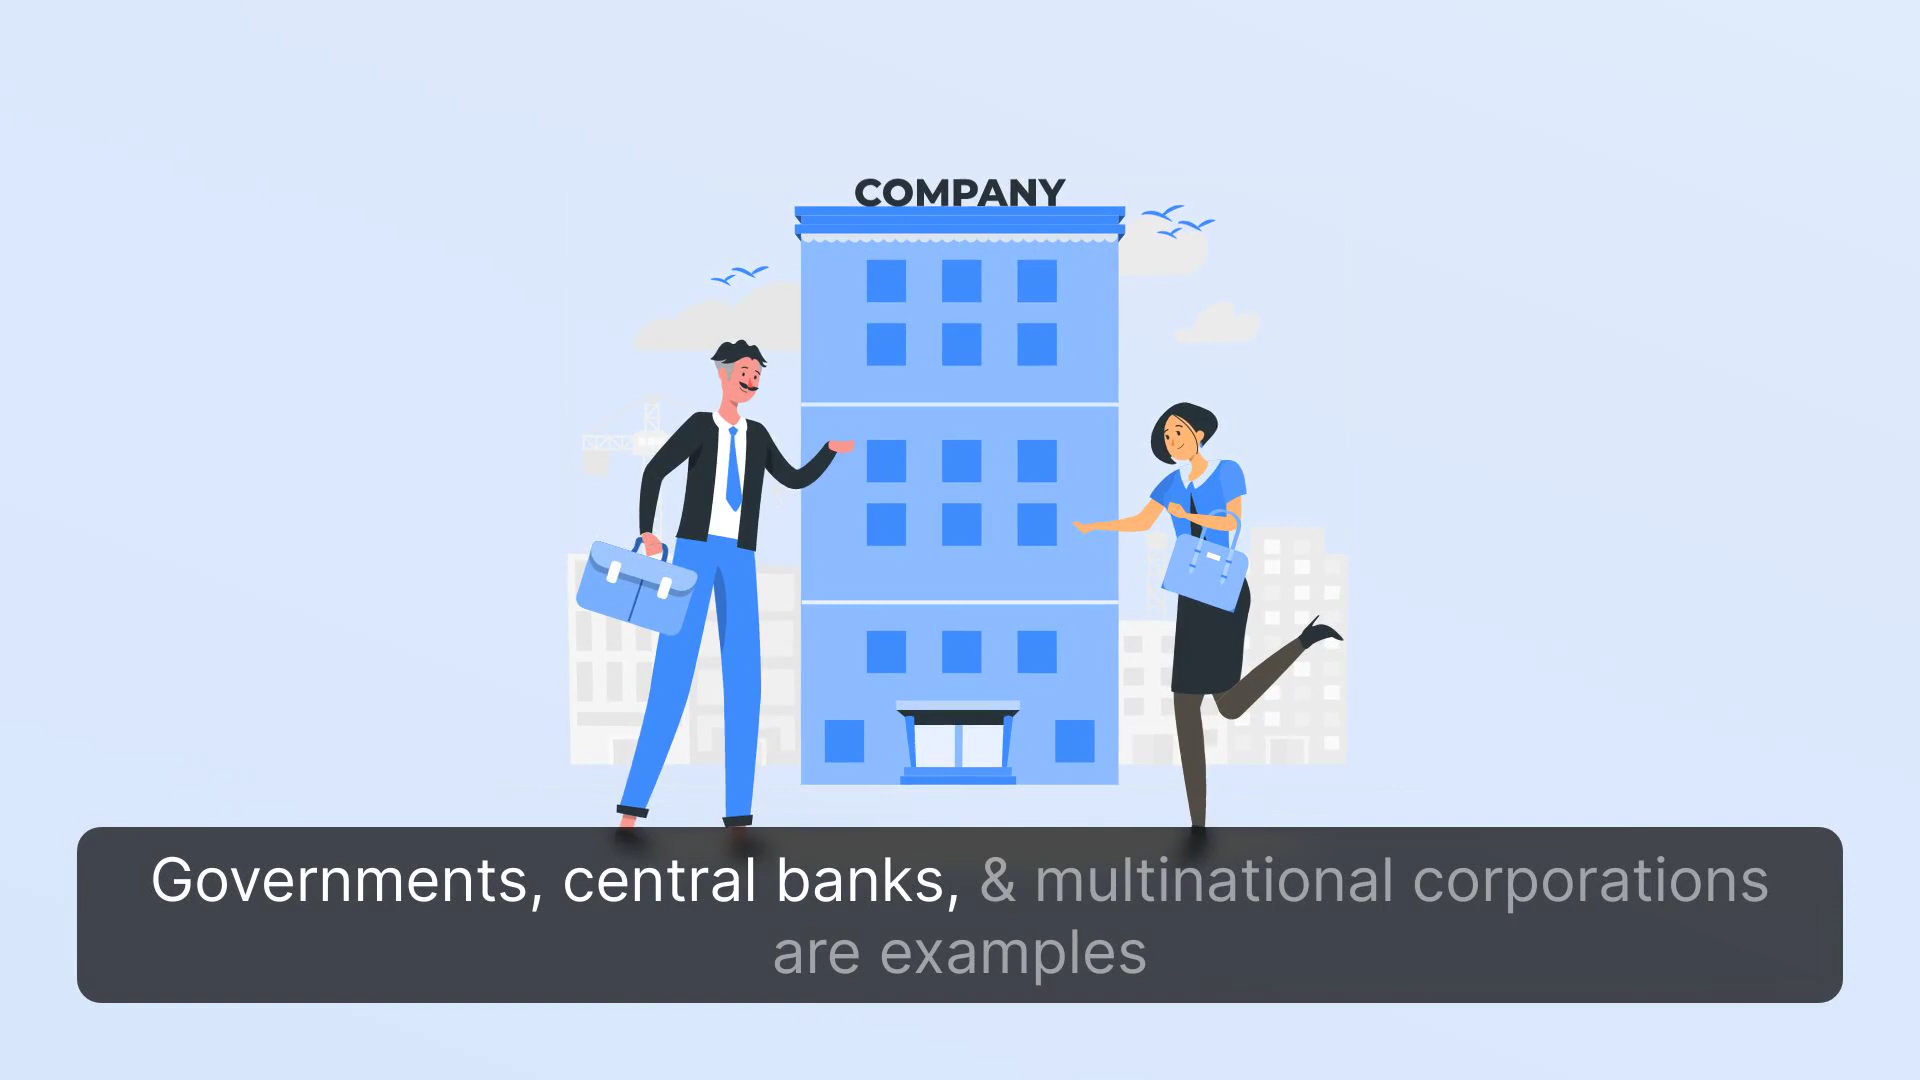 COMPANY
Governments, central banks, & multinational corporations
are examples